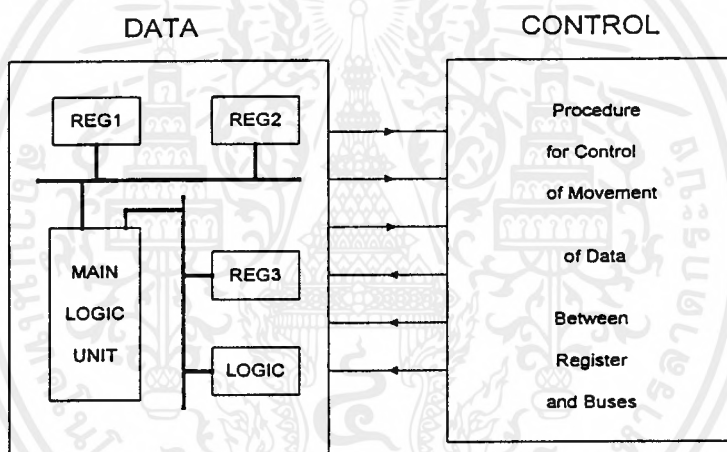 DATA
CONTROL
REG1
REG2
MAIN
LOGIC
UNIT
REG3
LOGIC
Procedure
for Control
of Movement
of Data
Between
Register
and Buses